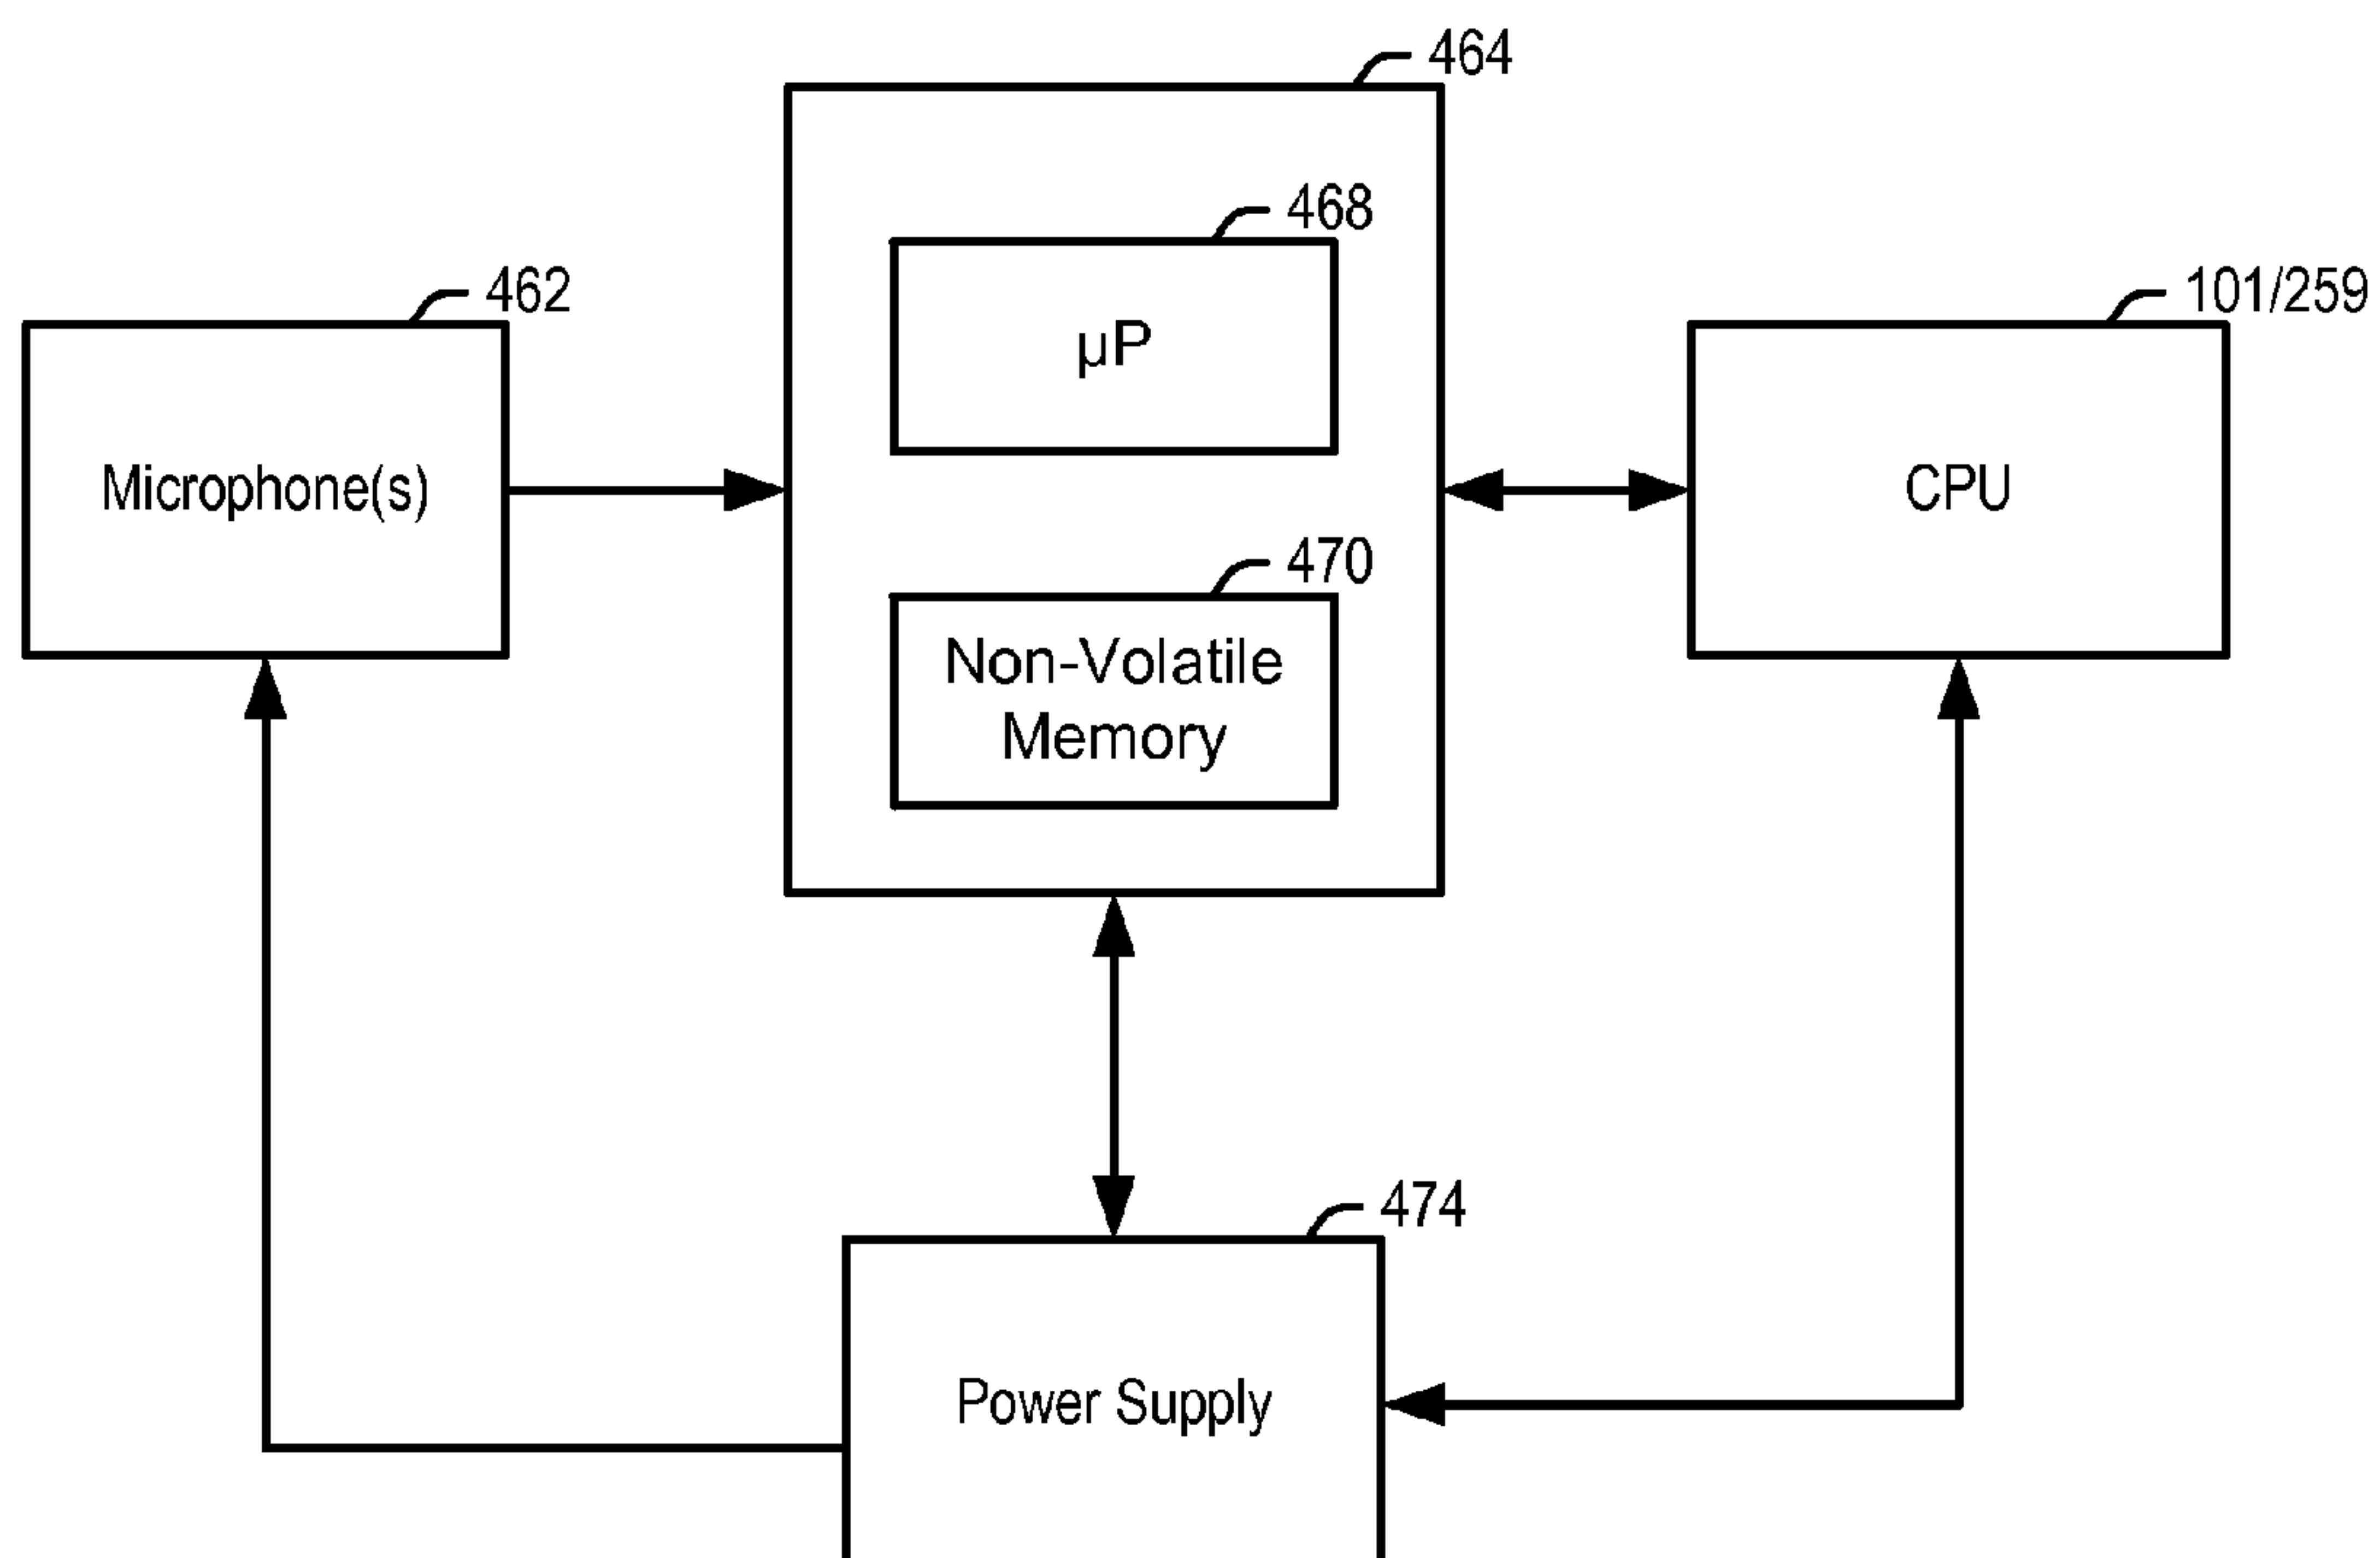 464
468
462
101/259
µP
Microphone(s)
CPU
470
Non-Volatile
Memory
474
Power Supply